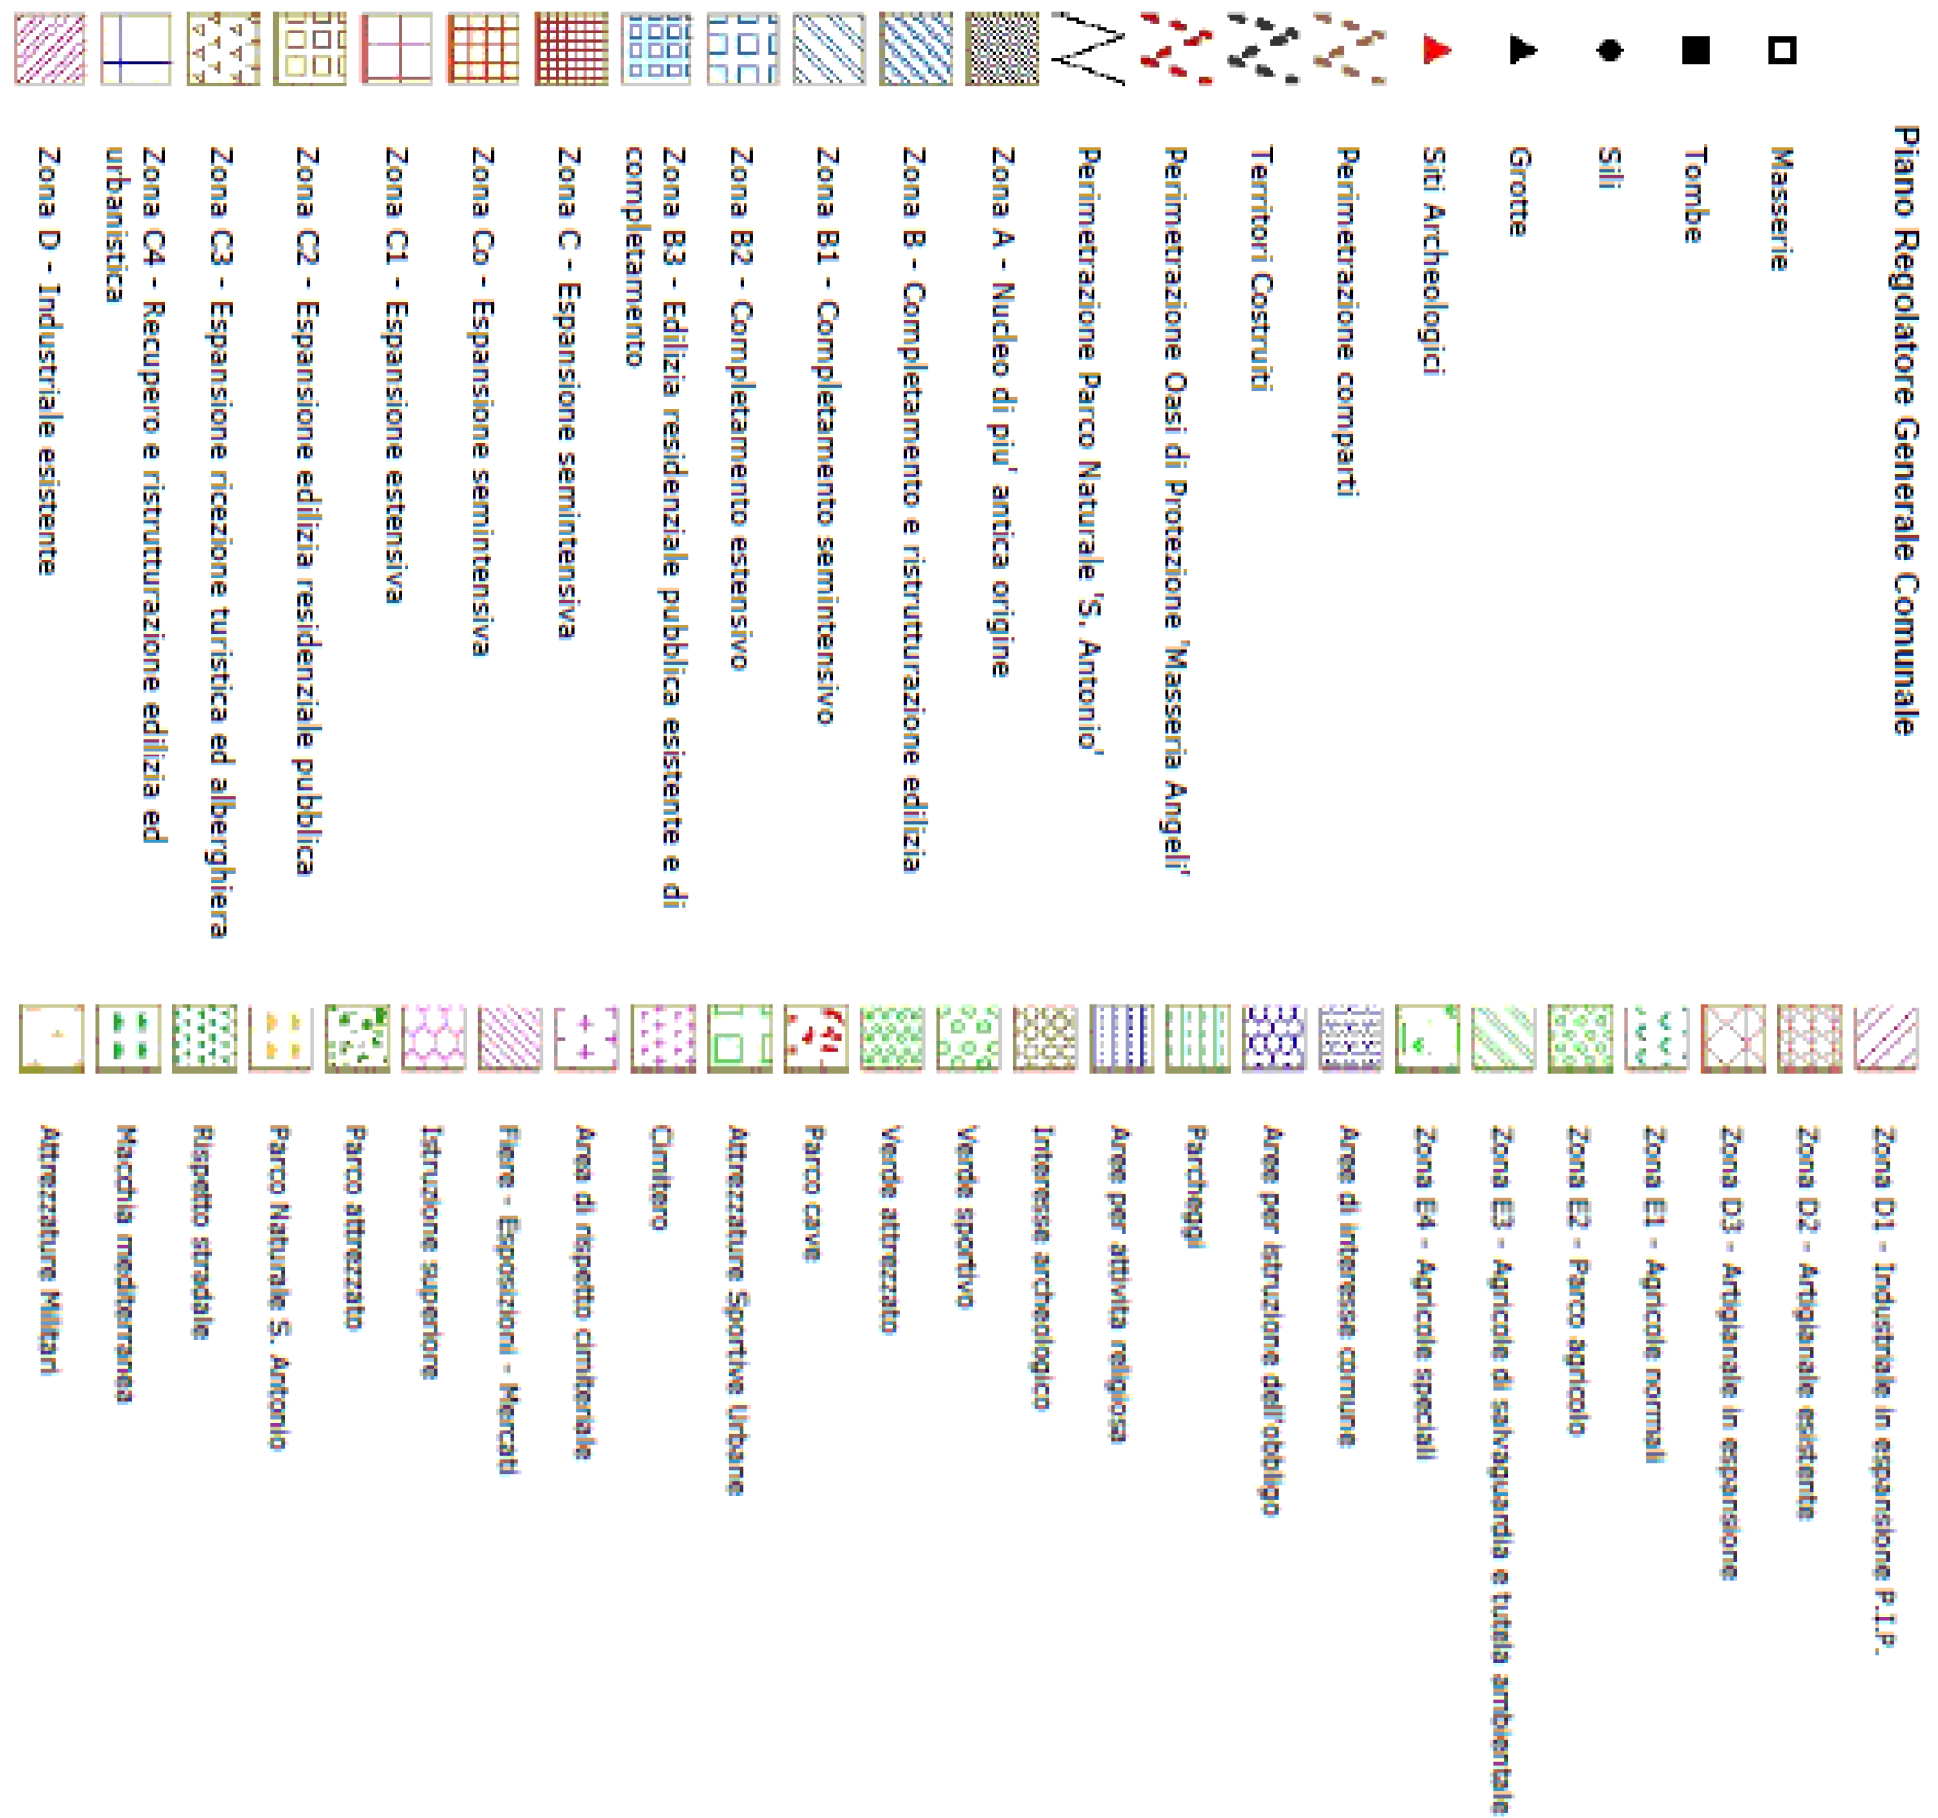 Piano Regolatore Generale Comunale
Masserie
Tombe
Sili
Grotte
Siti Archeologici
Perimetrazione comparti
Territori Costruiti
Perimetrazione Oasi di Protezione 'Masseria Angeli'
Perimetrazione Parco Naturale 'S. Antonio'
Zona A - Nucleo di piu' antica origine
Zona B - Completamento e ristrutturazione edilizia
Zona B1 - Completamento semintensivo
Zona B2 - Completamento estensivo
Zona B3 - Edilizia residenziale pubblica esistente e di
completamento
Zona C - Espansione semintensiva
Zona Co - Espansione semintensiva
Zona C1 - Espansione estensiva
Zona C2 - Espansione edilizia residenziale pubblica
Zona C3 - Espansione ricezione turistica ed alberghiera
Zona C4 - Recupero e ristrutturazione edilizia ed
urbanistica
Zona D - Industriale esistente
Zona D1 - Industriale in espansione P.I.P.
Zona D2 - Artigianale esistente
Zona D3 - Artigianale in espansione
Zona E1 - Agricole normali
Zona E2 - Parco agricolo
Zona E3 - Agricole di salvaguardia e tutela ambientale
Zona E4 - Agricole speciali
Aree di interesse comune
Aree per istruzione dell'obbligo
Parcheggi
Aree per attivita religiosa
Interesse archeologico
Verde sportivo
Verde attrezzato
Parco cave
Attrezzature Sportive Urbane
Cimitero
Area di rispetto cimiteriale
Fiere - Esposizioni - Mercati
Istruzione superiore
Parco attrezzato
Parco Naturale S. Antonio
Rispetto stradale
Macchia mediterranea
Attrezzature Militari